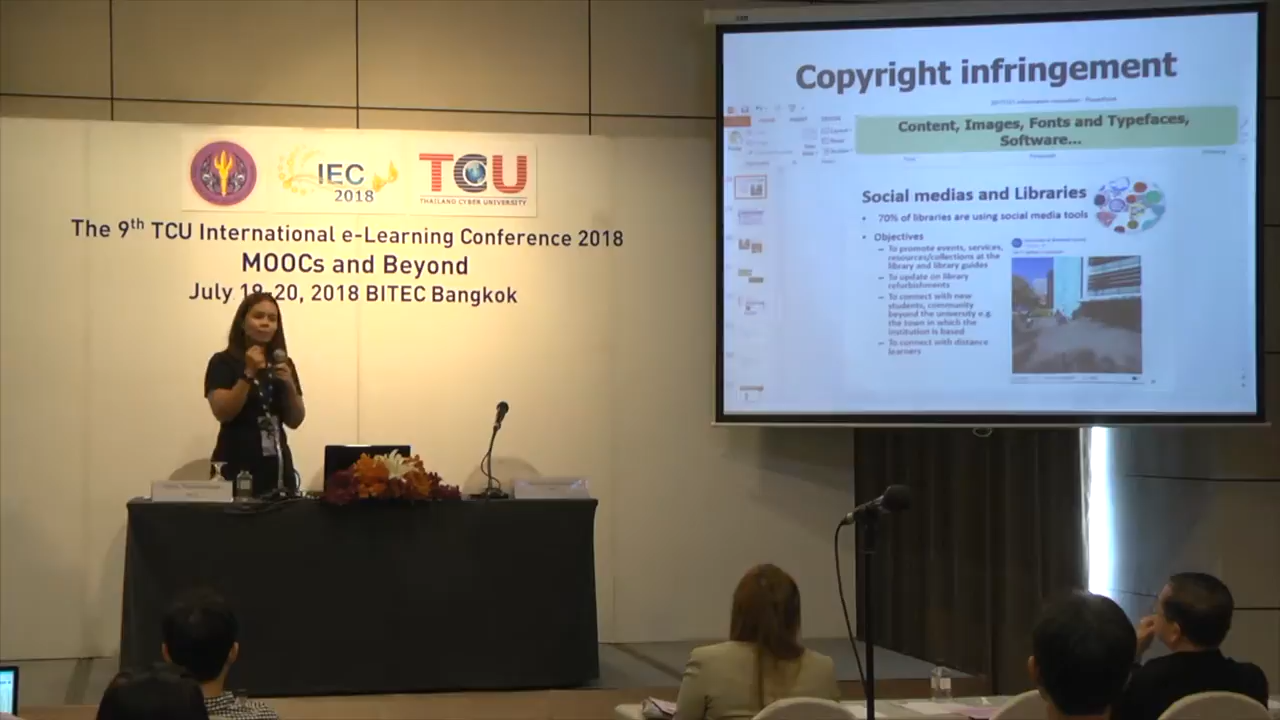 IEC
2018
TCU
THAILAND CYBER UNIVERSITY
The 9th TCU International e-Learning Conference 2018
MOOCs and Beyond
July 18-20, 2018 BITEC Bangkok
Copyright infringement
Content, Images, Fonts and Typefaces,
Software...
Social medias and Libraries
• 70% of libraries are using social media tools
• Objectives
– To promote events, services,
resources/collections at the
library and library guides
– To update on library
refurbishments
– To connect with new
students, community
beyond the university e.g.
the town in which the
institution is based
– To connect with distance
learners